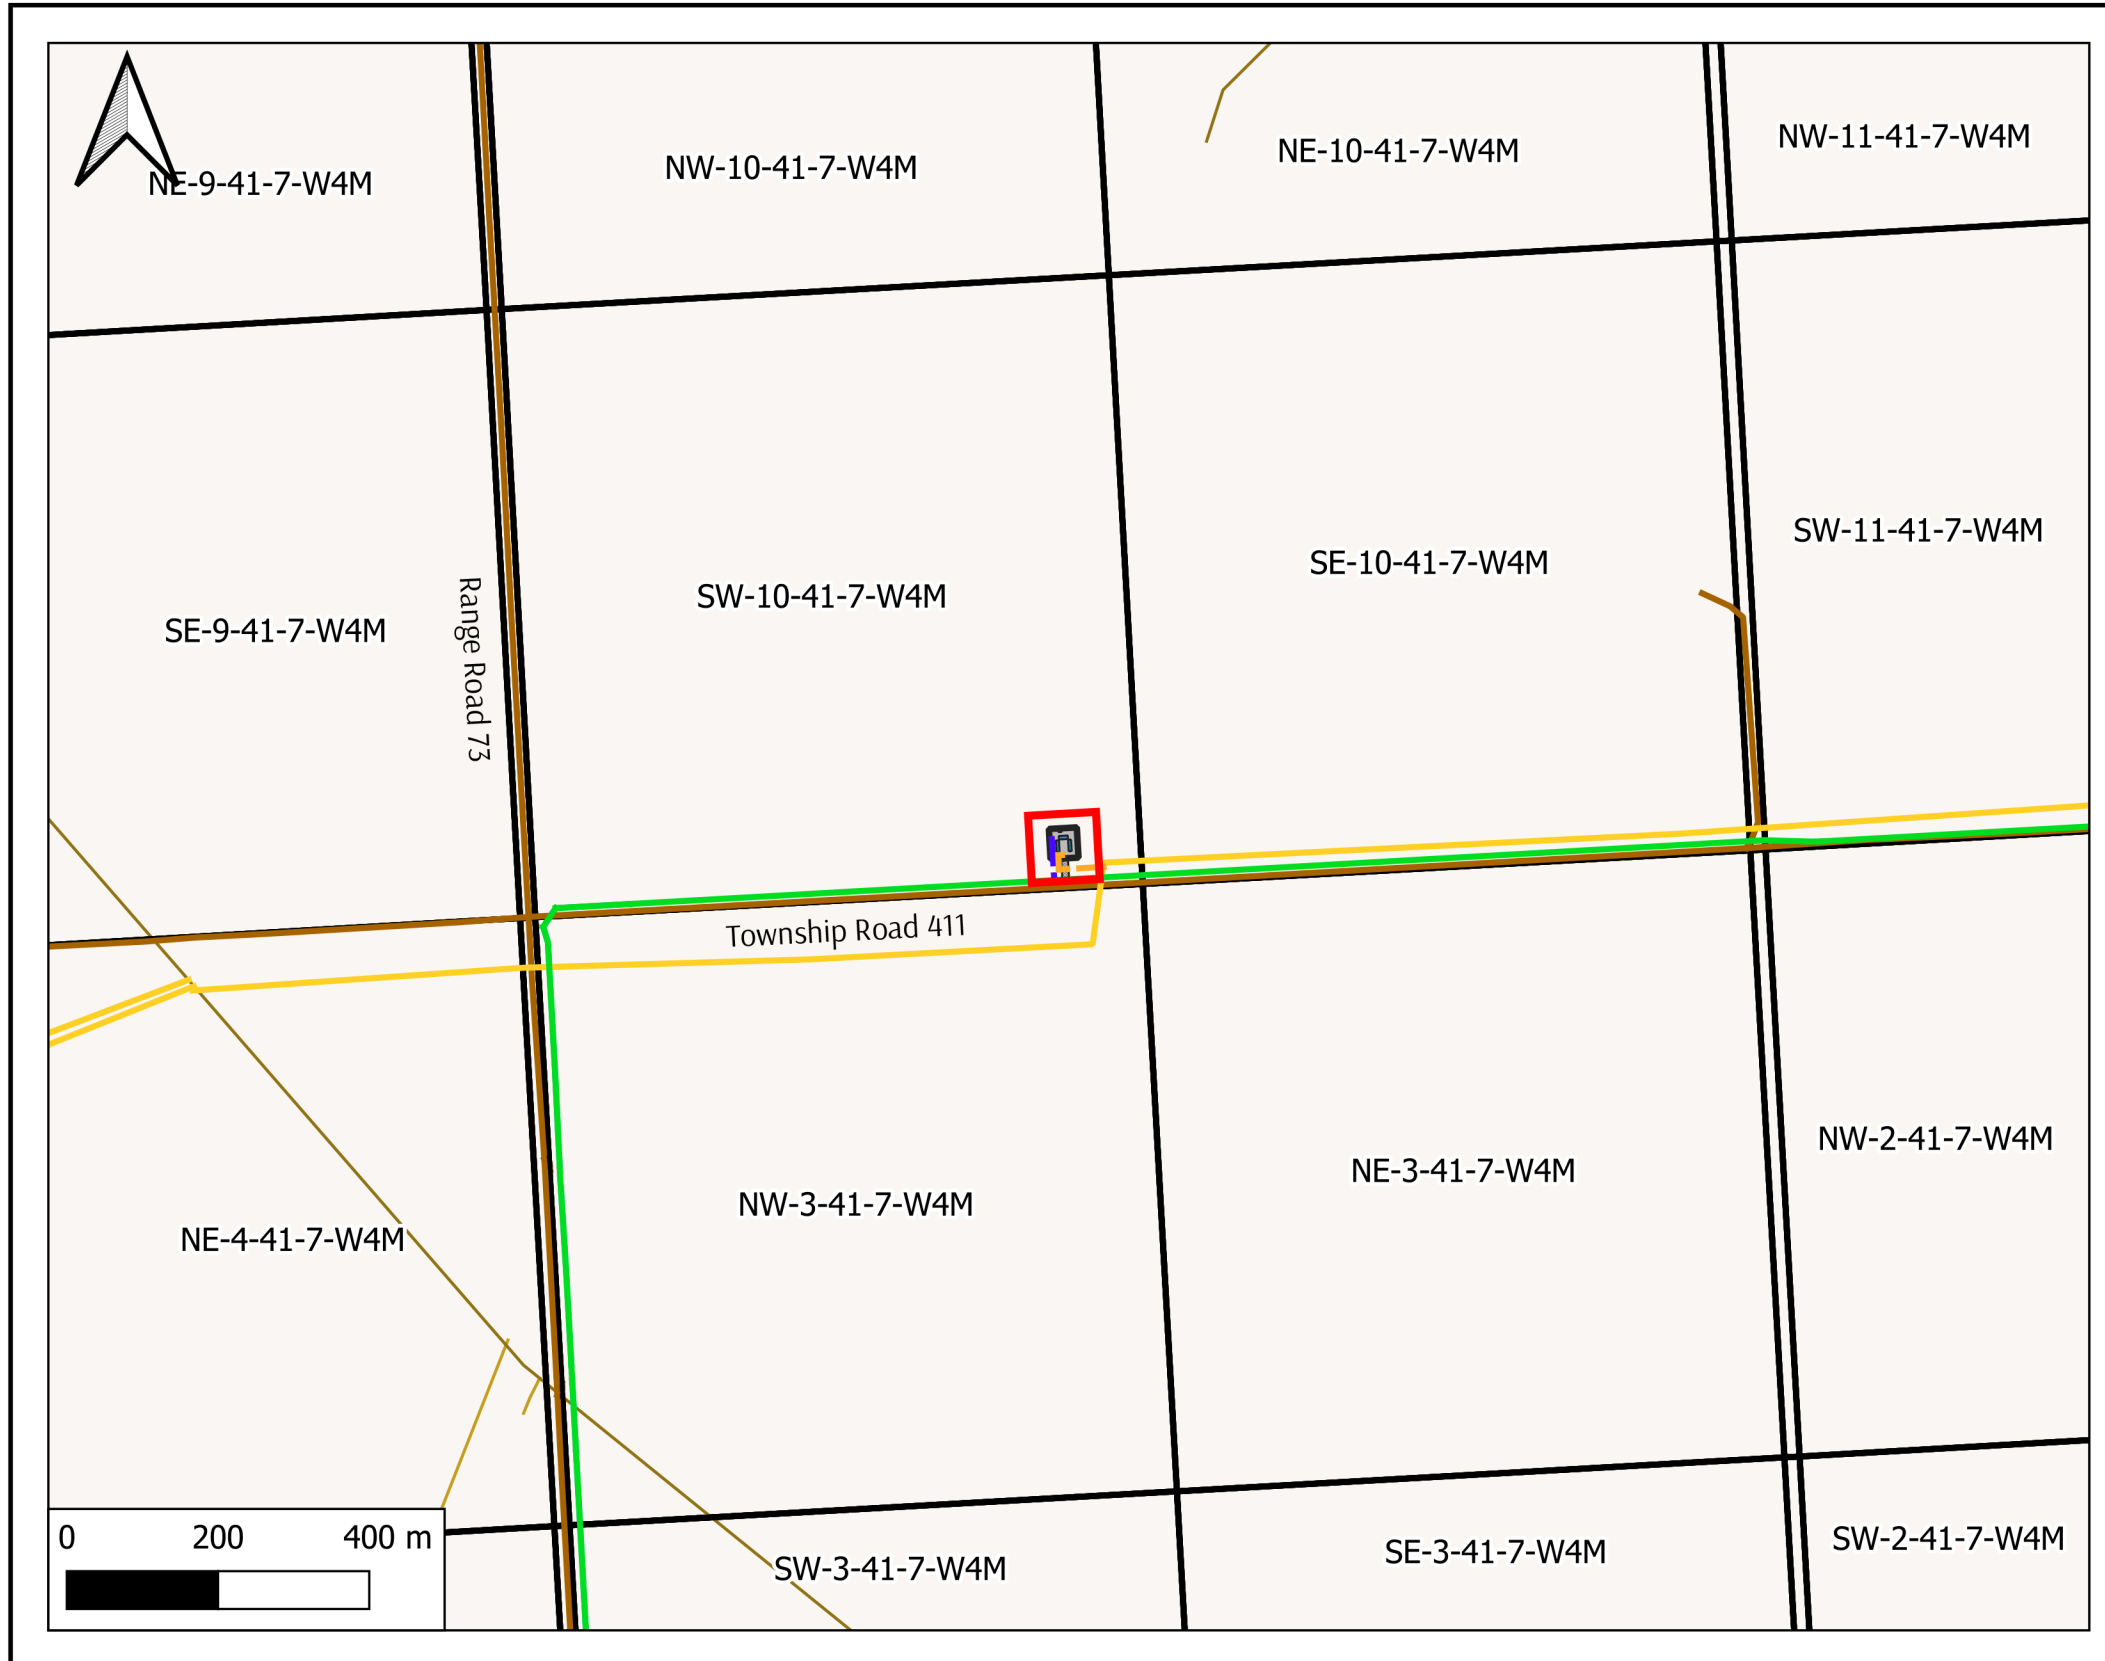 NW-11-41-7-W4M
NE-10-41-7-W4M
NW-10-41-7-W4M
NE-9-41-7-W4M
SW-11-41-7-W4M
SE-10-41-7-W4M
SW-10-41-7-W4M
SE-9-41-7-W4M
Range Road 73
Township Road 411
NW-2-41-7-W4M
NE-3-41-7-W4M
NW-3-41-7-W4M
NE-4-41-7-W4M
SW-2-41-7-W4M
SE-3-41-7-W4M
SW-3-41-7-W4M
0 200 400 m